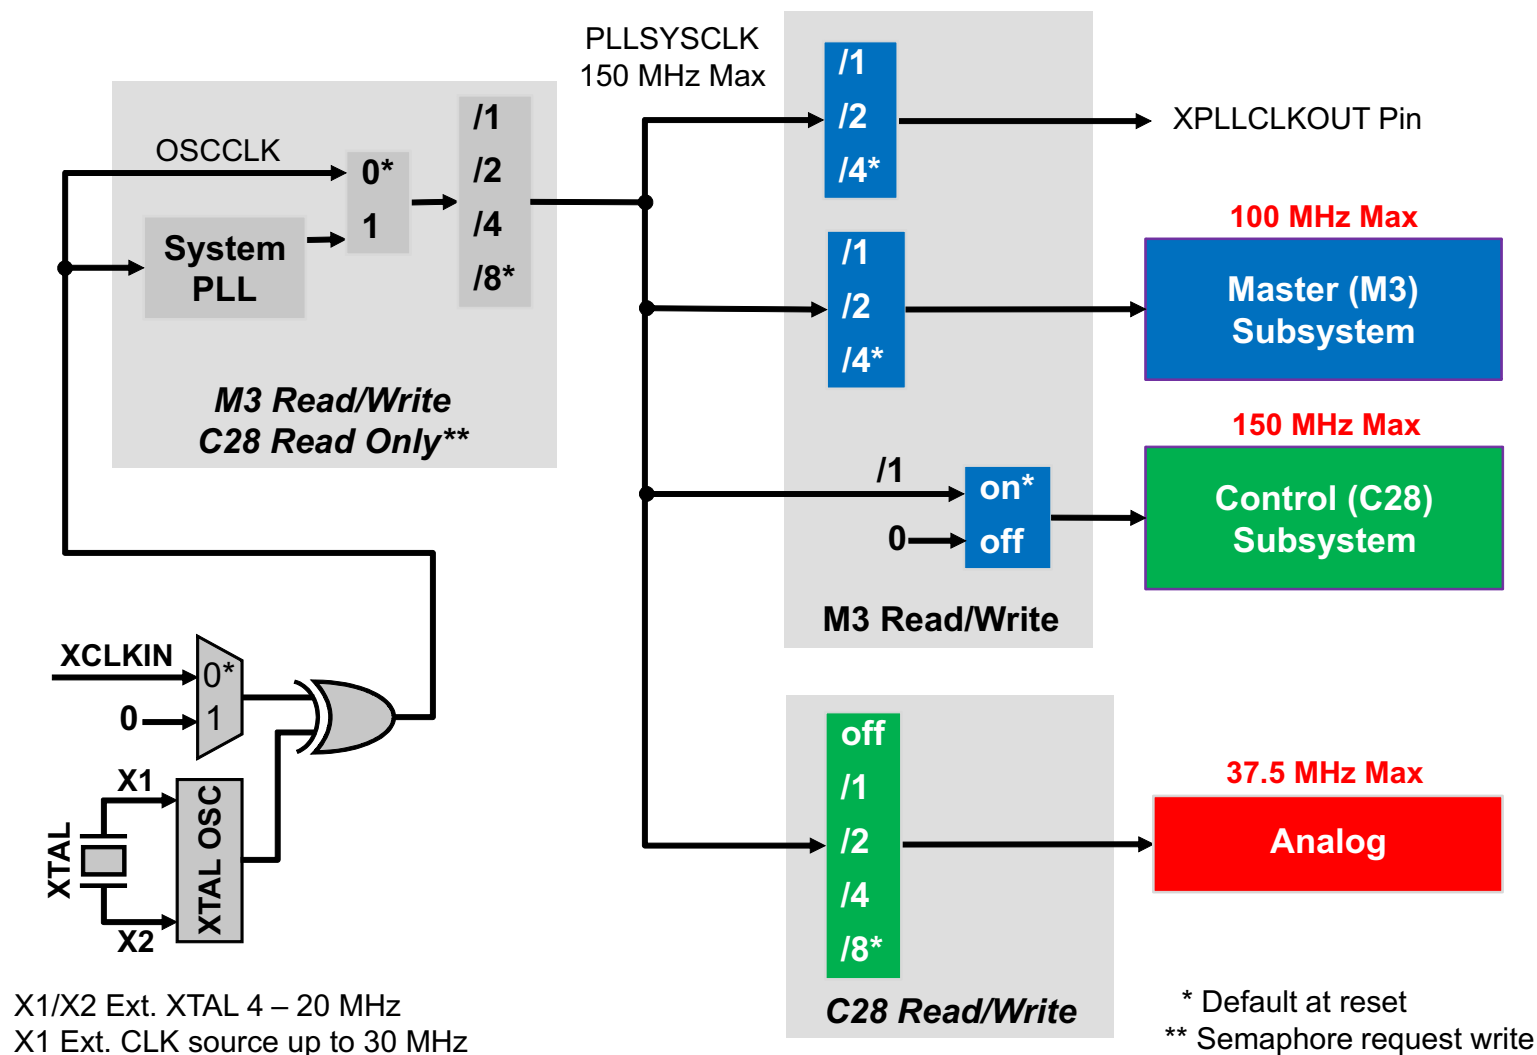 PLLSYSCLK
150 MHz Max
OSCCLK
0*
1
System
PLL
/1
/2
/4
/8*
M3 Read/Write
C28 Read Only**
/1
/2
/4*
XPLLCLKOUT Pin
/1
/2
/4*
100 MHz Max
Master (M3)
Subsystem
/1
0
on*
off
150 MHz Max
Control (C28)
Subsystem
M3 Read/Write
XCLKIN
0
0*
1
X1
XTAL
X2
XTAL OSC
off
/1
/2
/4
/8*
37.5 MHz Max
Analog
C28 Read/Write
X1/X2 Ext. XTAL 4 – 20 MHz
X1 Ext. CLK source up to 30 MHz
* Default at reset
** Semaphore request write